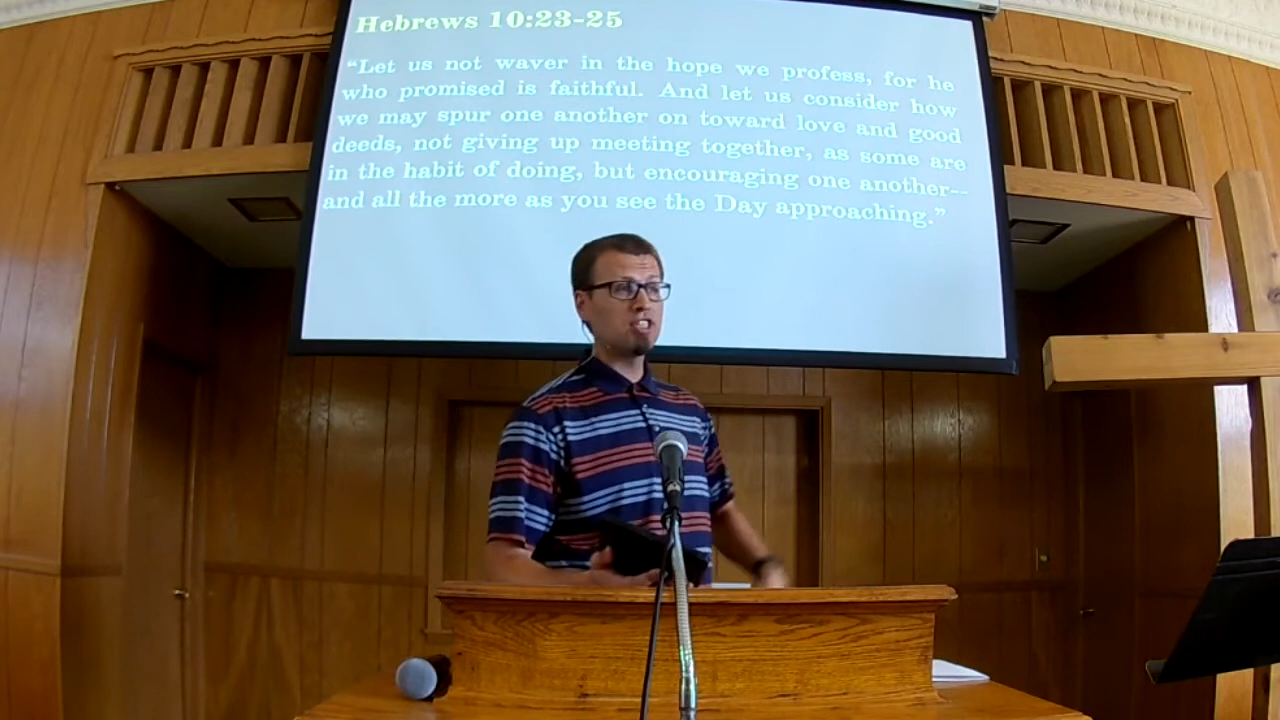 Hebrews 10:23-25
“Let us not waver in the hope we profess, for he
who promised is faithful. And let us consider how
we may spur one another on toward love and good
deeds, not giving up meeting together, as some are
in the habit of doing, but encouraging one another--
and all the more as you see the Day approaching.”